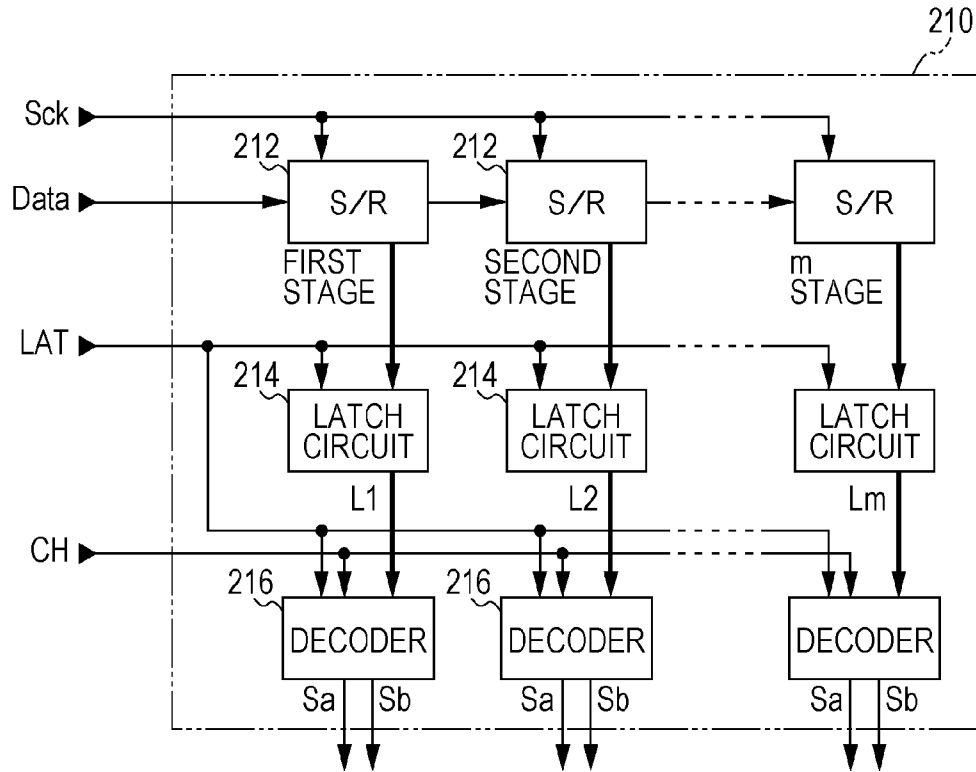 210
Sck
212
212
Data
S/R
S/R
S/R
FIRST
STAGE
SECOND
STAGE
m
STAGE
LAT
214
214
LATCH
CIRCUIT
LATCH
CIRCUIT
LATCH
CIRCUIT
L1
L2
Lm
CH
216
216
DECODER
DECODER
DECODER
Sa
Sb
Sa
Sb
Sa
Sb